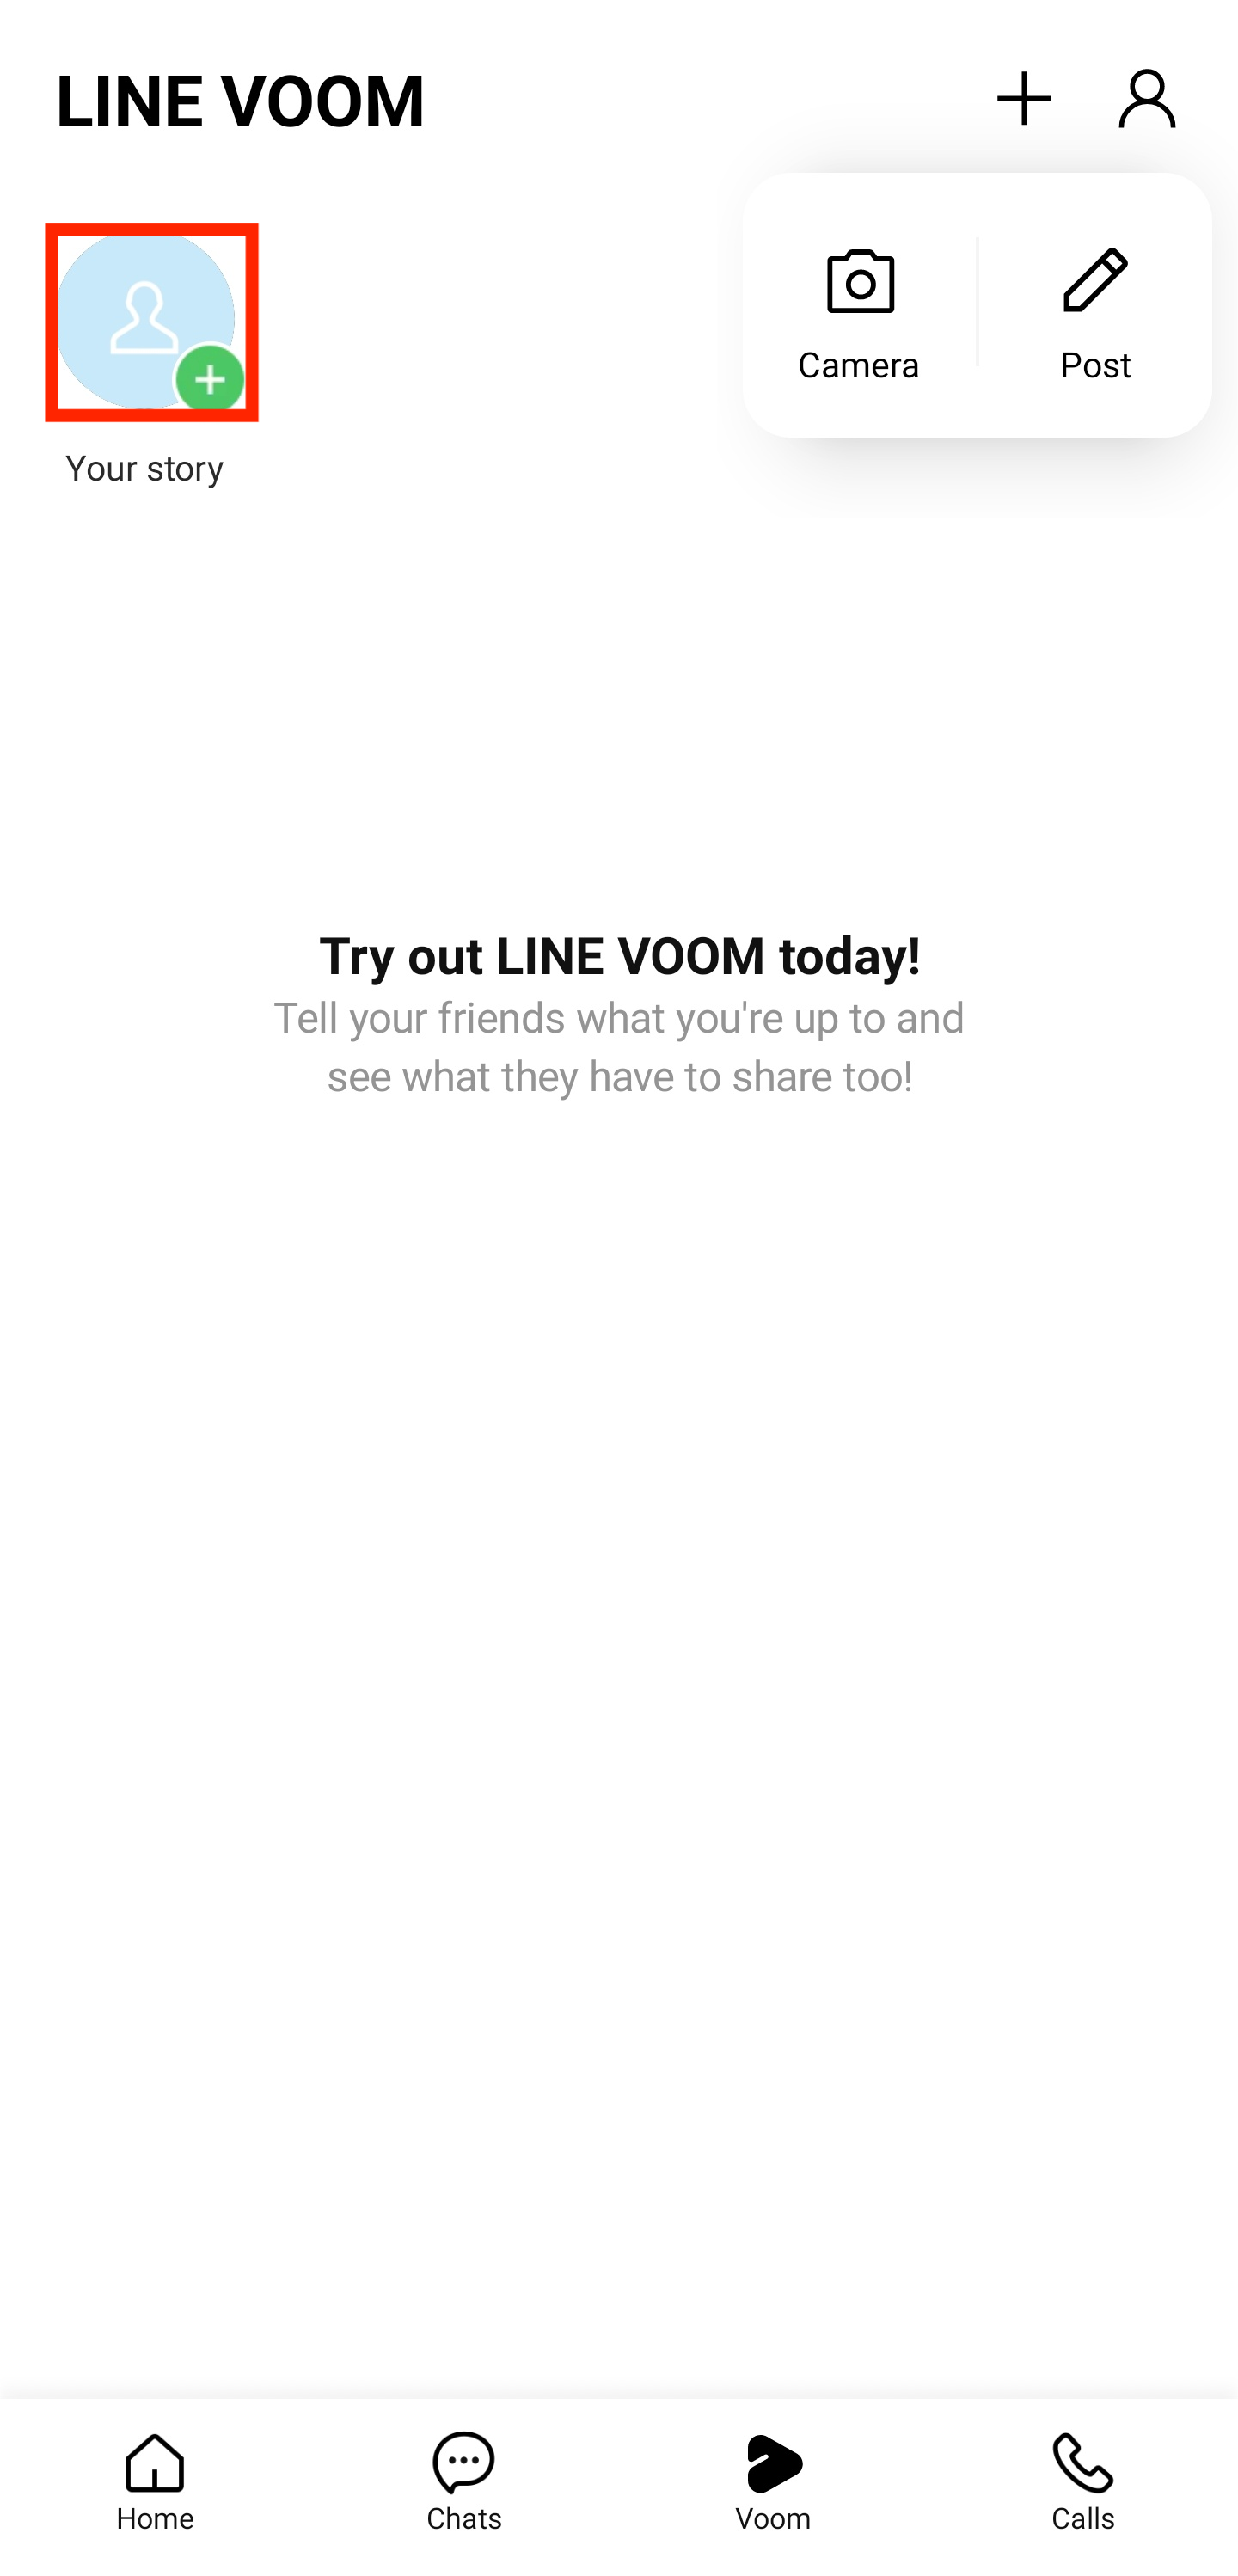 LINE VOOM
Camera
Post
Your story
Try out LINE VOOM today!
Tell your friends what you're up to and
see what they have to share too!
Home
Chats
Voom
Calls